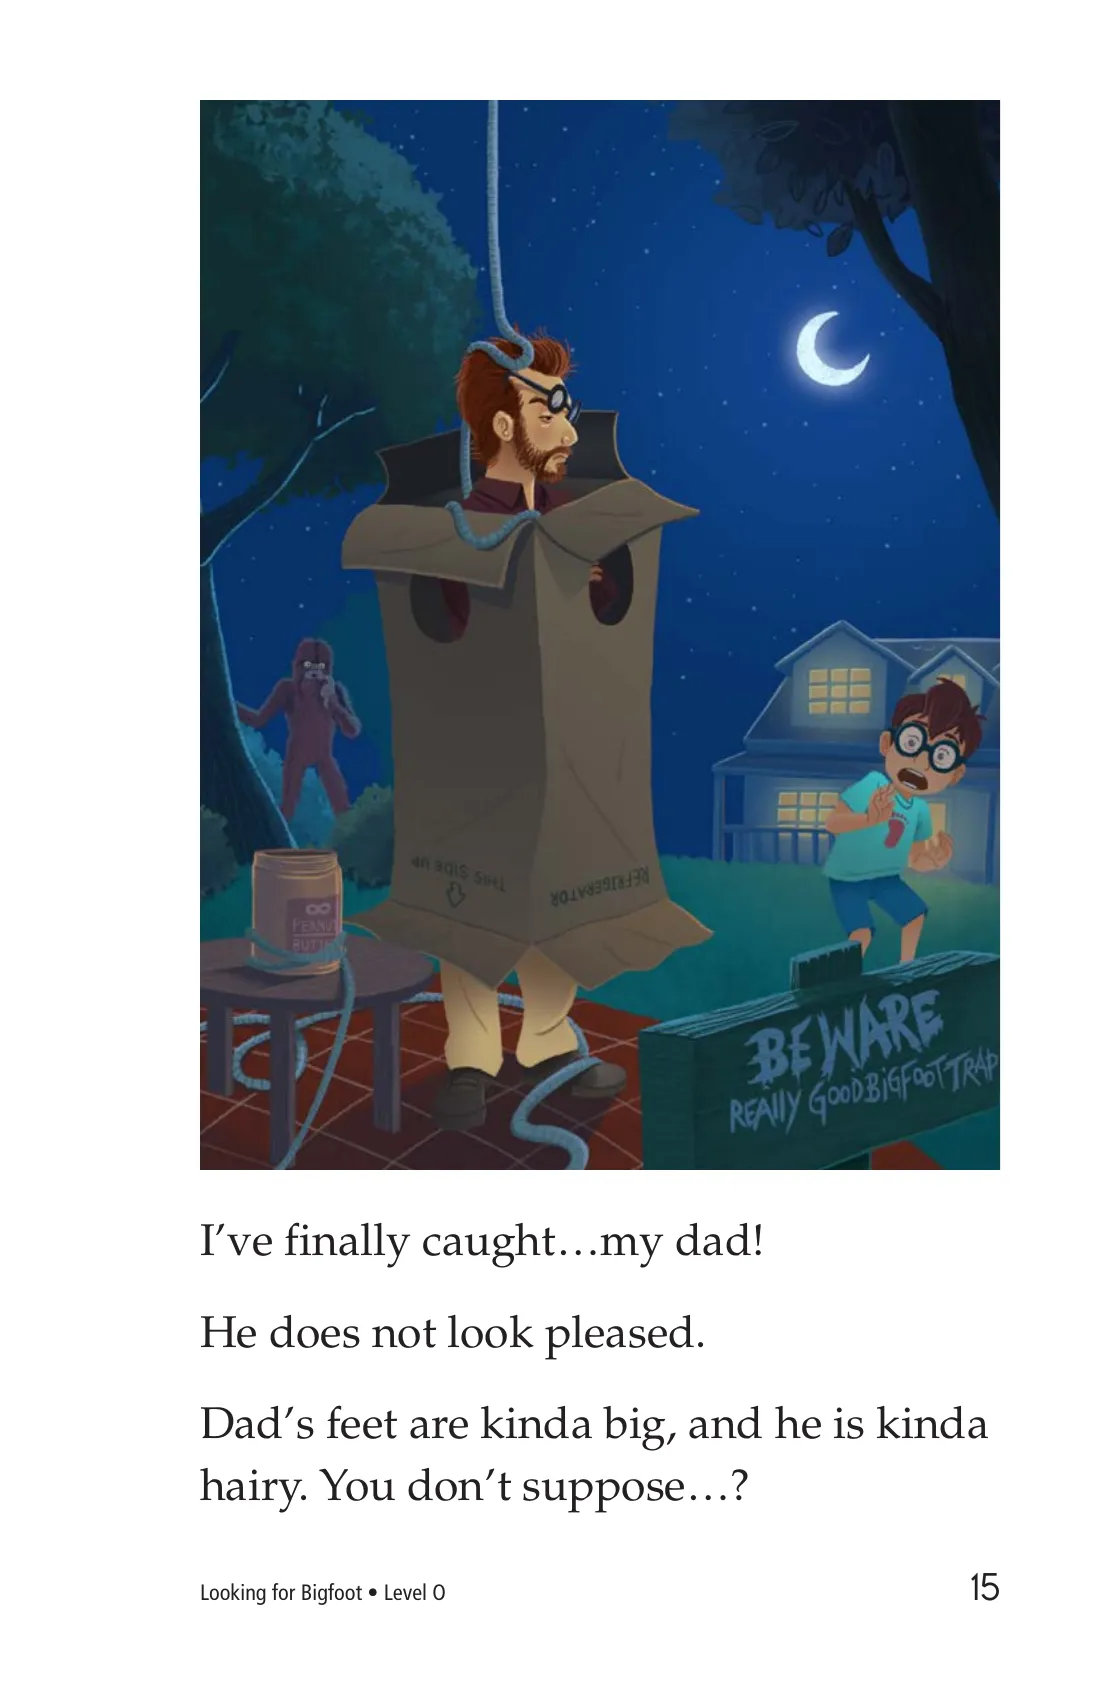 THIS SIDE UP
REFRIGERATOR
PEANUT
BUTT
BEWARE
REAllY GOOD BiGFOOT TRAP
I’ve finally caught…my dad!
He does not look pleased.
Dad’s feet are kinda big, and he is kinda
hairy. You don’t suppose…?
Looking for Bigfoot • Level O
15